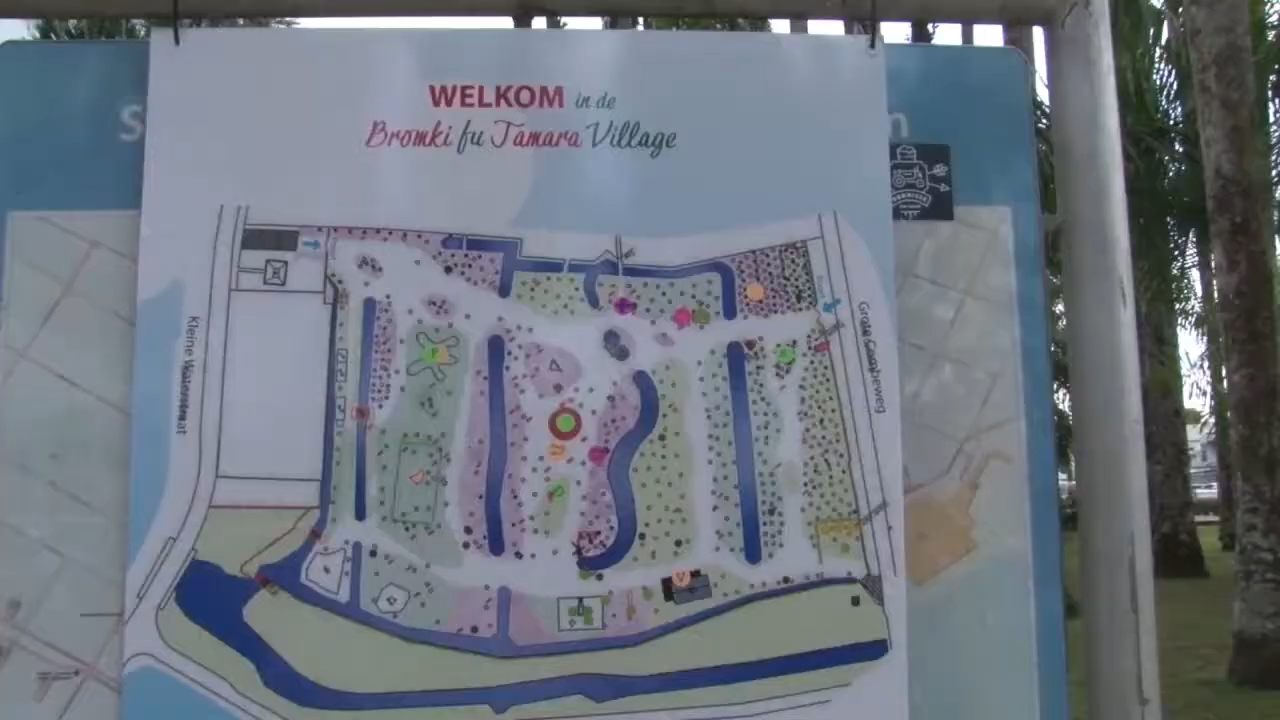 WELKOM in de
Bromki fu Tamara Village
Kleine Waterstraat
Grote Combeweg